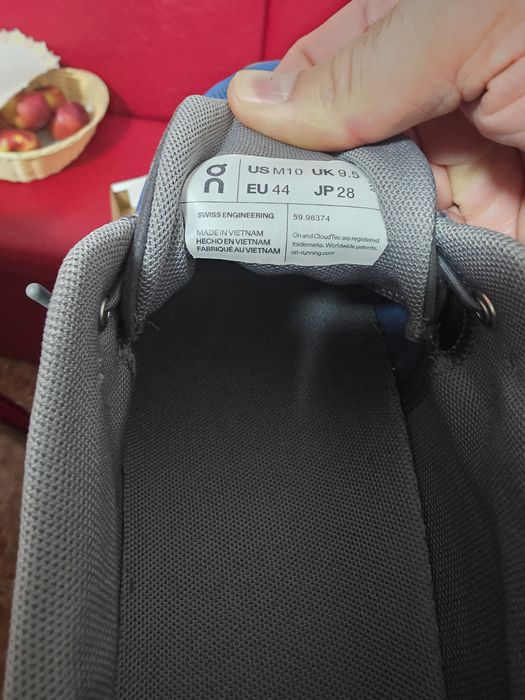 on
US M10 UK 9.5
EU 44 JP 28
SWISS ENGINEERING
59.98374
MADE IN VIETNAM
HECHO EN VIETNAM
FABRIQUÉ AU VIETNAM
On and CloudTec are registered
trademarks. Worldwide patents.
on-running.com